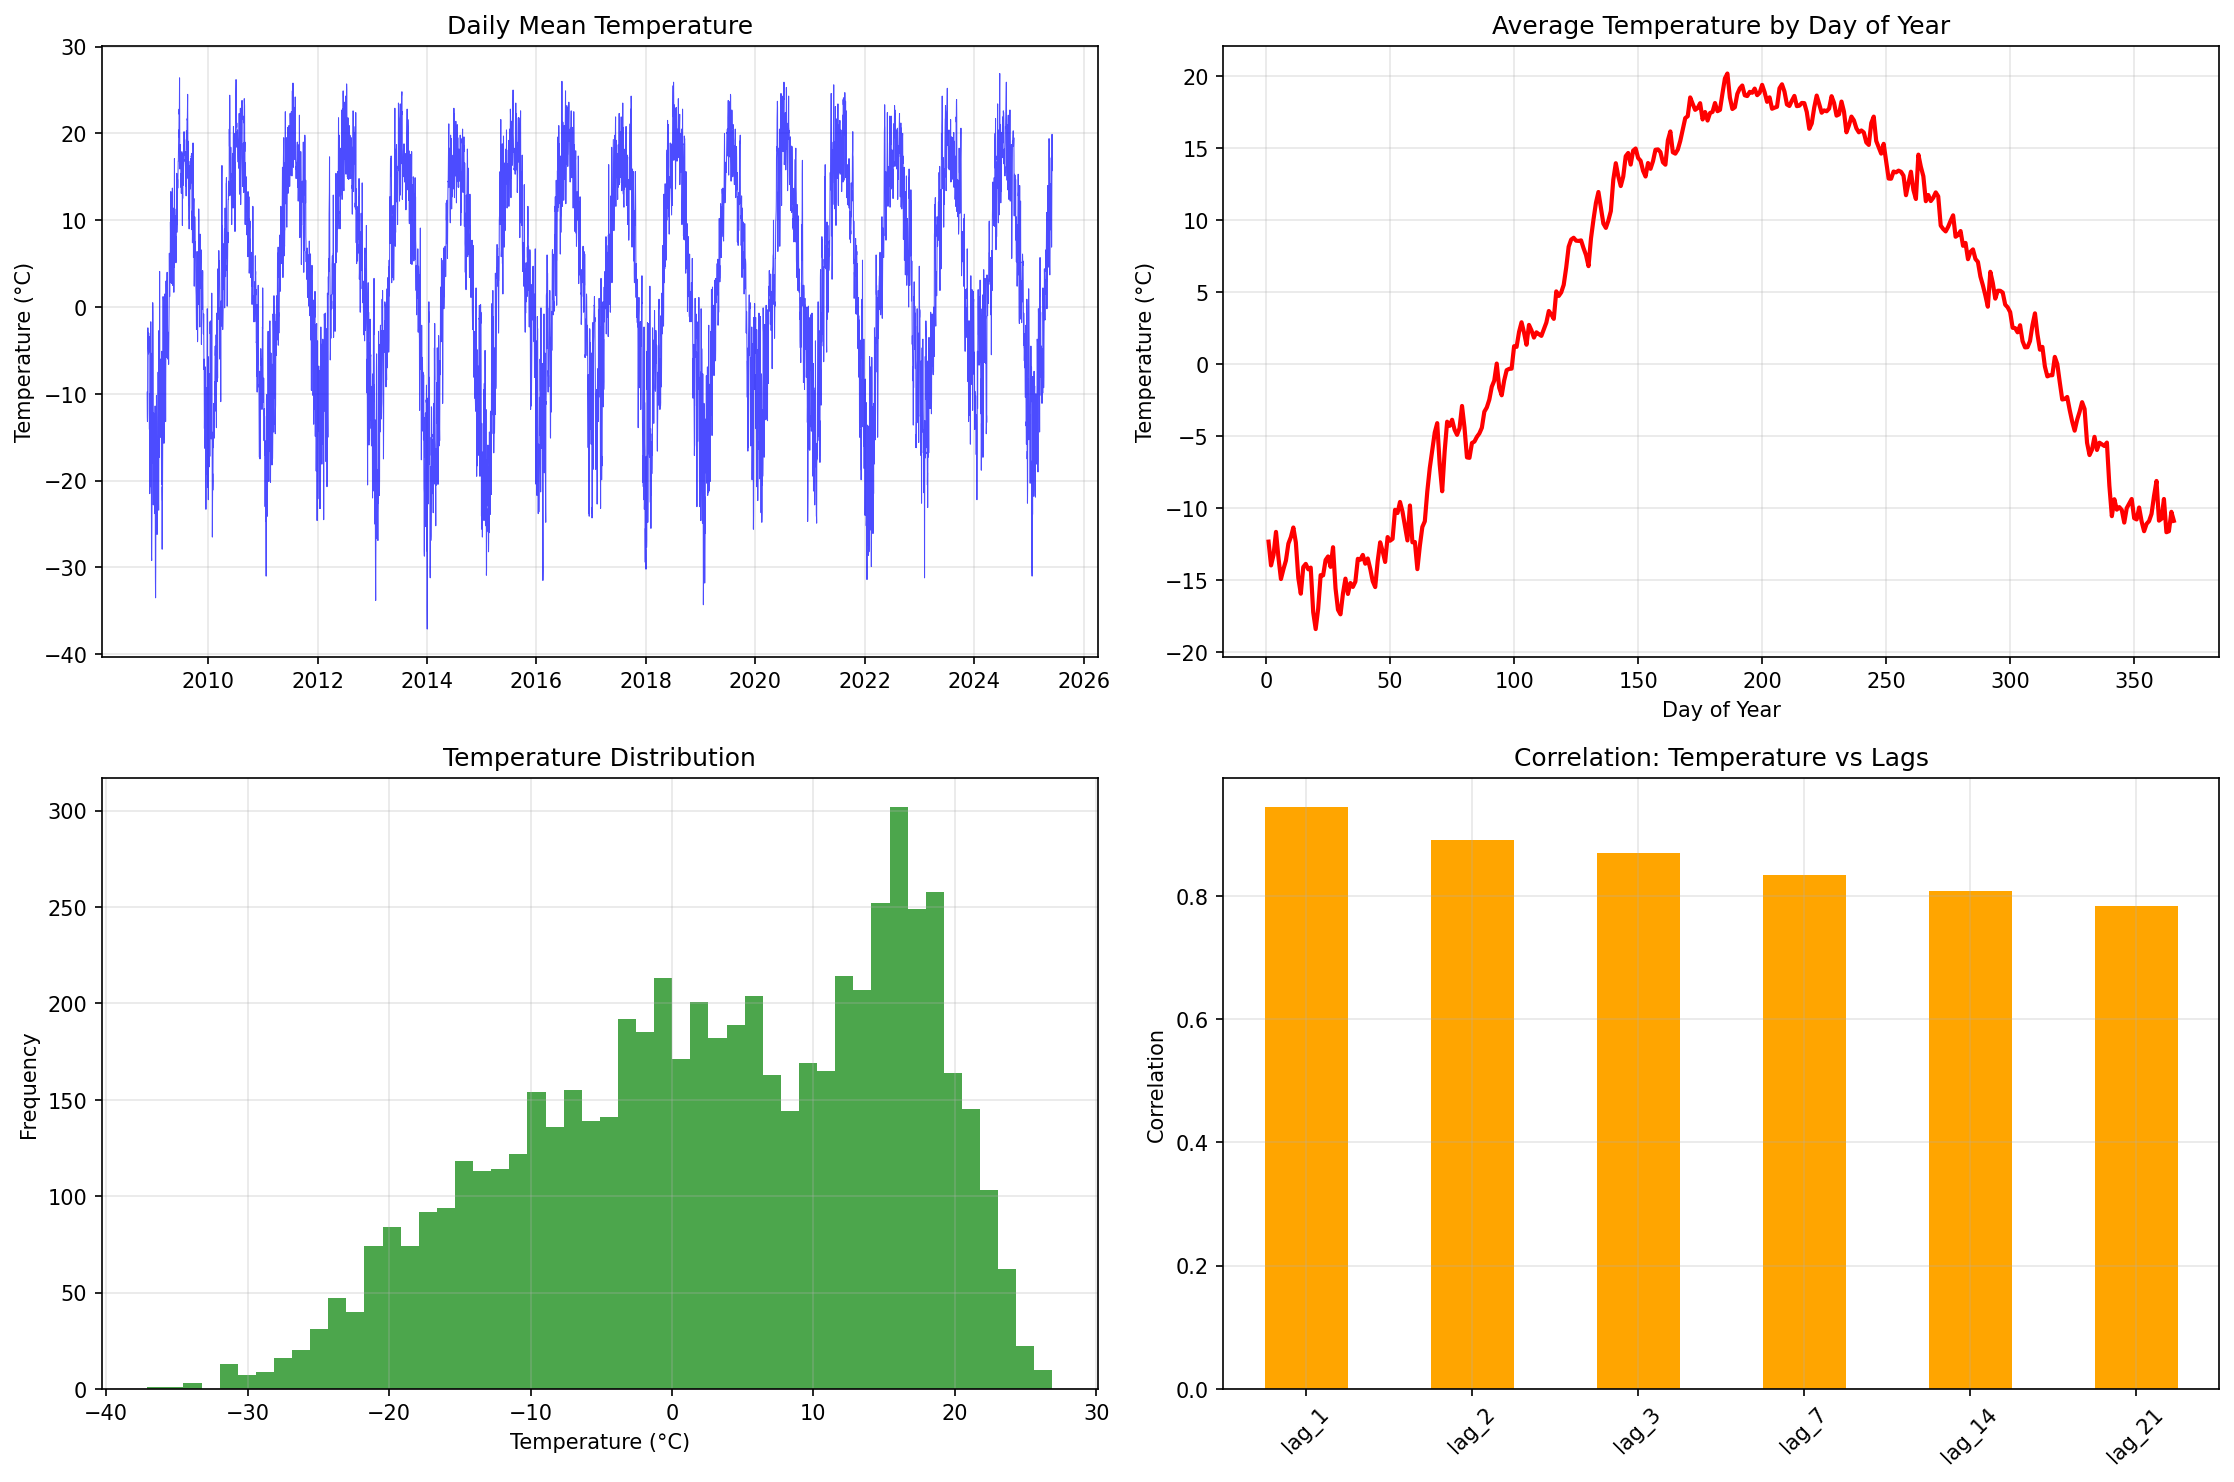 Daily Mean Temperature
Temperature (°C)
30
20
10
0
−10
−20
−30
−40
2010 2012 2014 2016 2018 2020 2022 2024 2026
Average Temperature by Day of Year
Temperature (°C)
20
15
10
5
0
−5
−10
−15
−20
0 50 100 150 200 250 300 350
Day of Year
Temperature Distribution
Frequency
300
250
200
150
100
50
0
−40 −30 −20 −10 0 10 20 30
Temperature (°C)
Correlation: Temperature vs Lags
Correlation
0.8
0.6
0.4
0.2
0.0
lag_1 lag_2 lag_3 lag_7 lag_14 lag_21